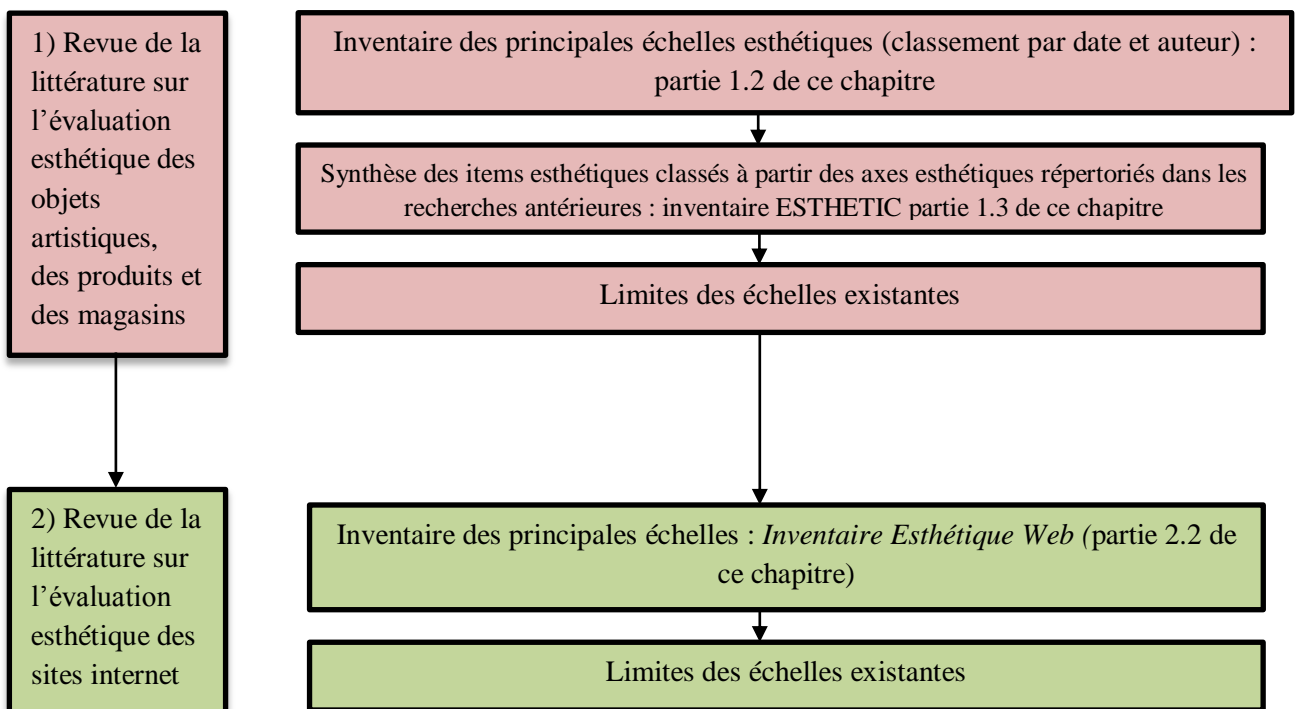 1) Revue de la
littérature sur
l’évaluation
esthétique des
objets
artistiques,
des produits et
des magasins
Inventaire des principales échelles esthétiques (classement par date et auteur) :
partie 1.2 de ce chapitre
Synthèse des items esthétiques classés à partir des axes esthétiques répertoriés dans les
recherches antérieures : inventaire ESTHETIC partie 1.3 de ce chapitre
Limites des échelles existantes
2) Revue de la
littérature sur
l’évaluation
esthétique des
sites internet
Inventaire des principales échelles : Inventaire Esthétique Web (partie 2.2 de
ce chapitre)
Limites des échelles existantes